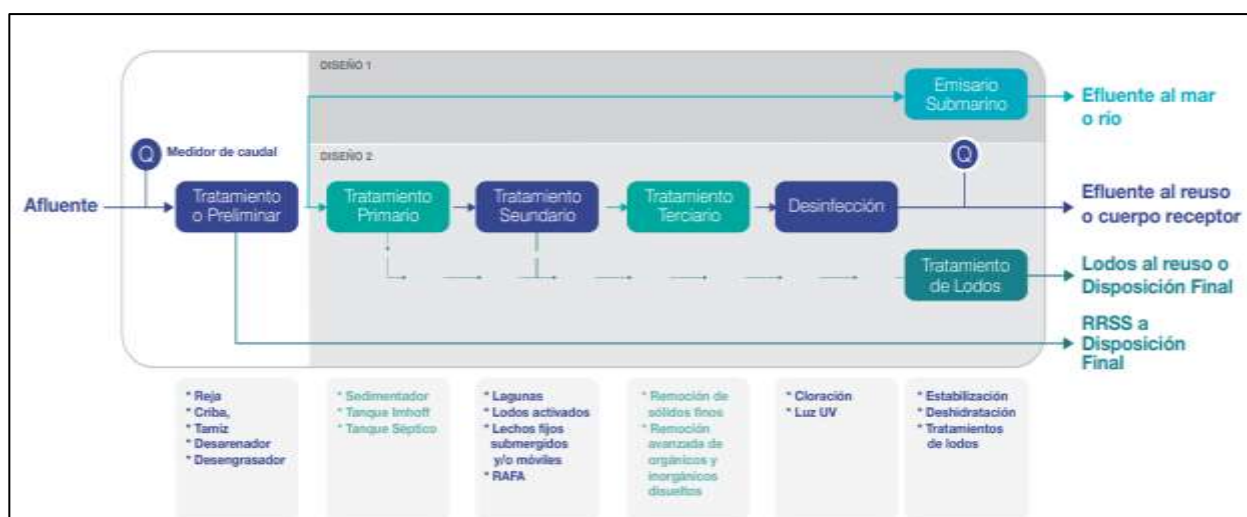 DISEÑO 1
Emisario
Submarino
Efluente al mar
o río
Q
Medidor de caudal
DISEÑO 2
Q
Afluente
Tratamiento
o Preliminar
Tratamiento
Primario
Tratamiento
Seundario
Tratamiento
Terciario
Desinfección
Efluente al reuso
o cuerpo receptor
Tratamiento
de Lodos
Lodos al reuso o
Disposición Final
RRSS a
Disposición
Final
* Reja
* Criba,
* Tamiz
* Desarenador
* Desengrasador
* Sedimentador
* Tanque Imhoff
* Tanque Séptico
* Lagunas
* Lodos activados
* Lechos fijos
submergidos
y/o móviles
* RAFA
* Remoción de
sólidos finos
* Remoción
avanzada de
orgánicos y
inorgánicos
disueltos
* Cloración
* Luz UV
* Estabilización
* Deshidratación
* Tratamientos
de lodos